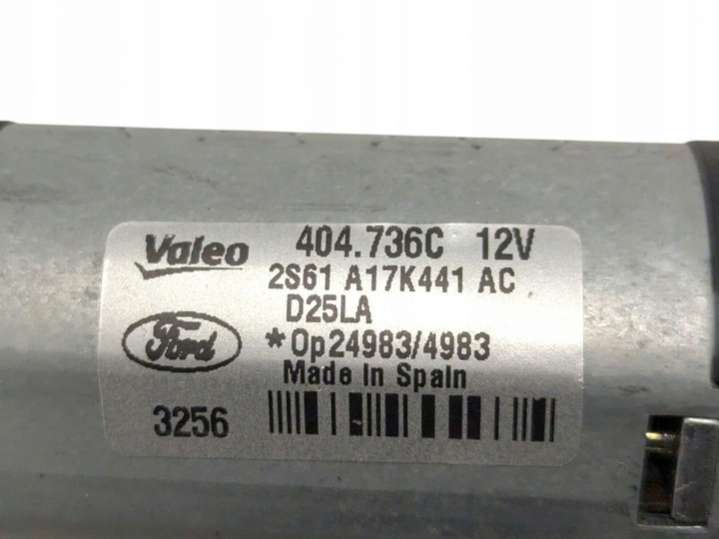 Valeo 404.736C 12V
2S61 A17K441 AC
D25LA
Ford *Op24983/4983
Made In Spain
3256